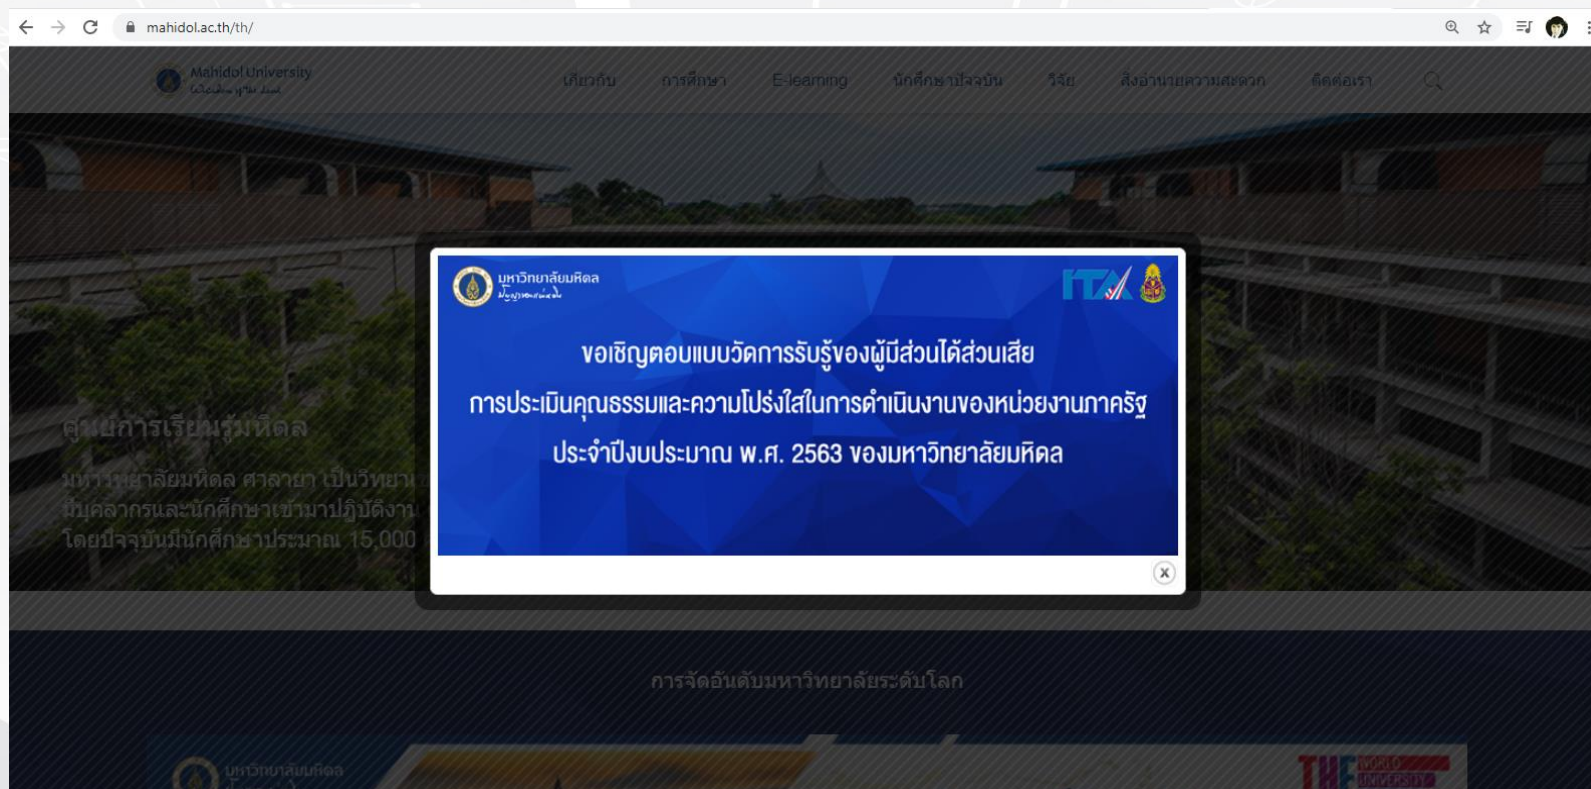 mahidol.ac.th/th/
Mahidol University
Wisdom of the Land
เกี่ยวกับ การศึกษา E-learning นักศึกษาปัจจุบัน วิจัย สิ่งอำนวยความสะดวก ติดต่อเรา
มหาวิทยาลัยมหิดล
ปัญญาของแผ่นดิน
ITA
ขอเชิญตอบแบบวัดการรับรู้ของผู้มีส่วนได้ส่วนเสีย
การประเมินคุณธรรมและความโปร่งใสในการดำเนินงานของหน่วยงานภาครัฐ
ประจำปีงบประมาณ พ.ศ. 2563 ของมหาวิทยาลัยมหิดล
X
ศูนย์การเรียนรู้มหิดล
มหาวิทยาลัยมหิดล ศาลายา เป็นวิทยาเ
มีบุคลากรและนักศึกษาเข้ามาปฏิบัติงาน
โดยปัจจุบันมีนักศึกษาประมาณ 15,000
การจัดอันดับมหาวิทยาลัยระดับโลก
มหาวิทยาลัยมหิดล
THE WORLD
UNIVERSITY